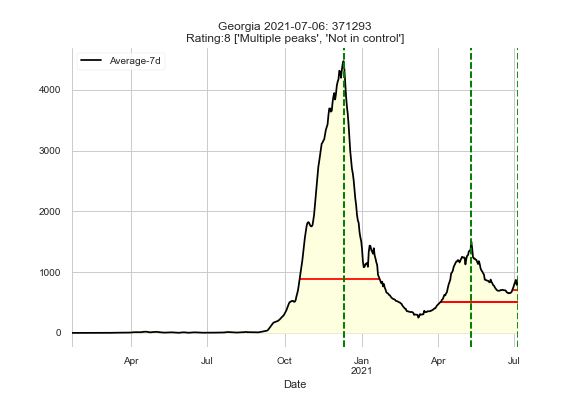 Georgia 2021-07-06: 371293
Rating:8 ['Multiple peaks', 'Not in control']
Average-7d
4000
3000
2000
1000
0
Apr
Jul
Oct
Jan
2021
Apr
Jul
Date